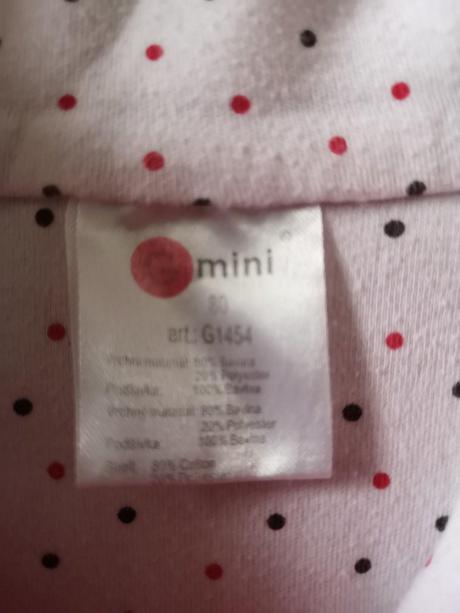 G mini
80
art.: G1454
Vrchní materiál: 80% Bavlna
20% Polyester
Podšívka: 100% Bavlna
Vrchný materiál: 80% Bavlna
20% Polyester
Podšívka: 100% Bavlna
Shell: 80% Cotton